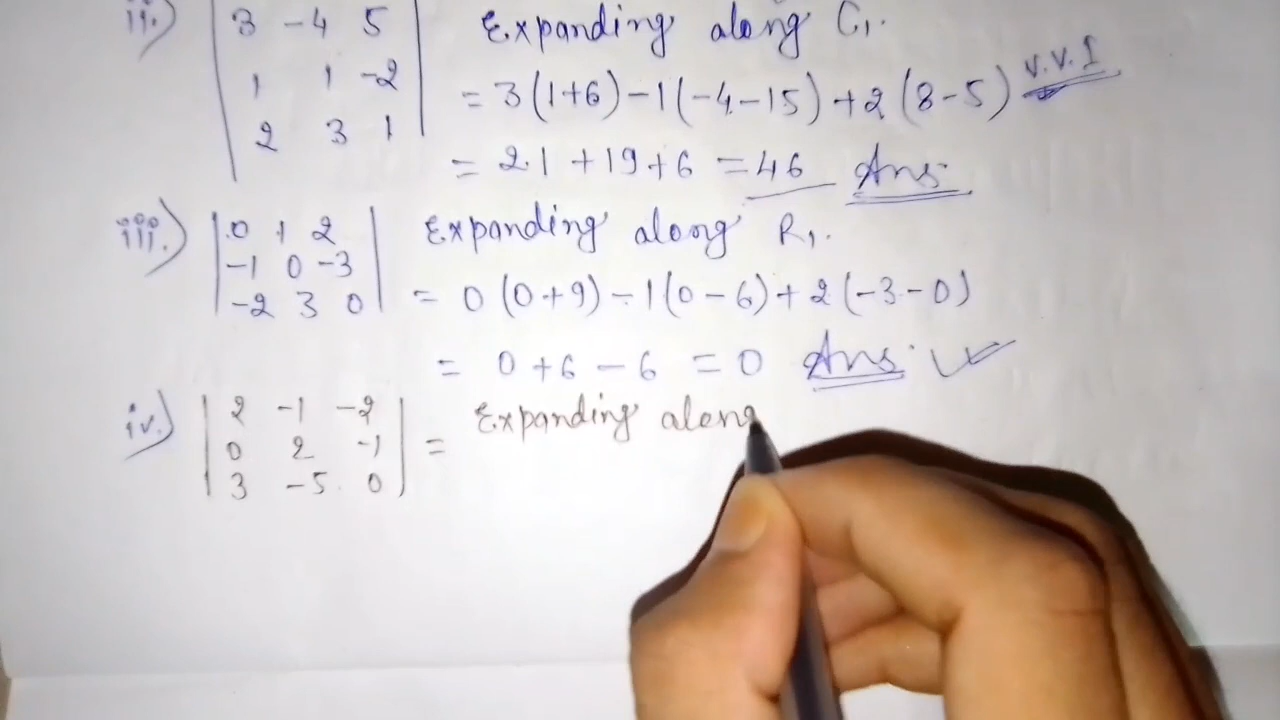 ii.) | 3 -4 5 | Expanding along C₁.
| 1 1 -2 | = 3(1+6)-1(-4-15)+2(8-5) V.V.I
| 2 3 1 |
= 21+19+6 = 46 Ans.
iii.) | 0 1 2 | Expanding along R₁.
| -1 0 -3 |
| -2 3 0 | = 0(0+9)-1(0-6)+2(-3-0)
= 0+6-6 = 0 Ans.
iv.) | 2 -1 -2 | Expanding along
| 0 2 -1 | =
| 3 -5 0 |